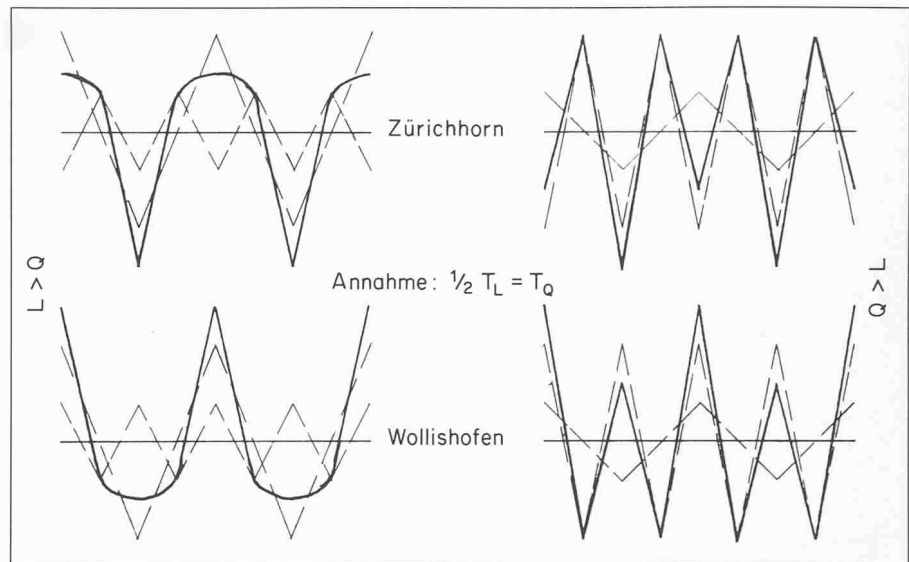 Zürichhorn
L > Q
Annahme: ½ T_L = T_Q
Q > L
Wollishofen